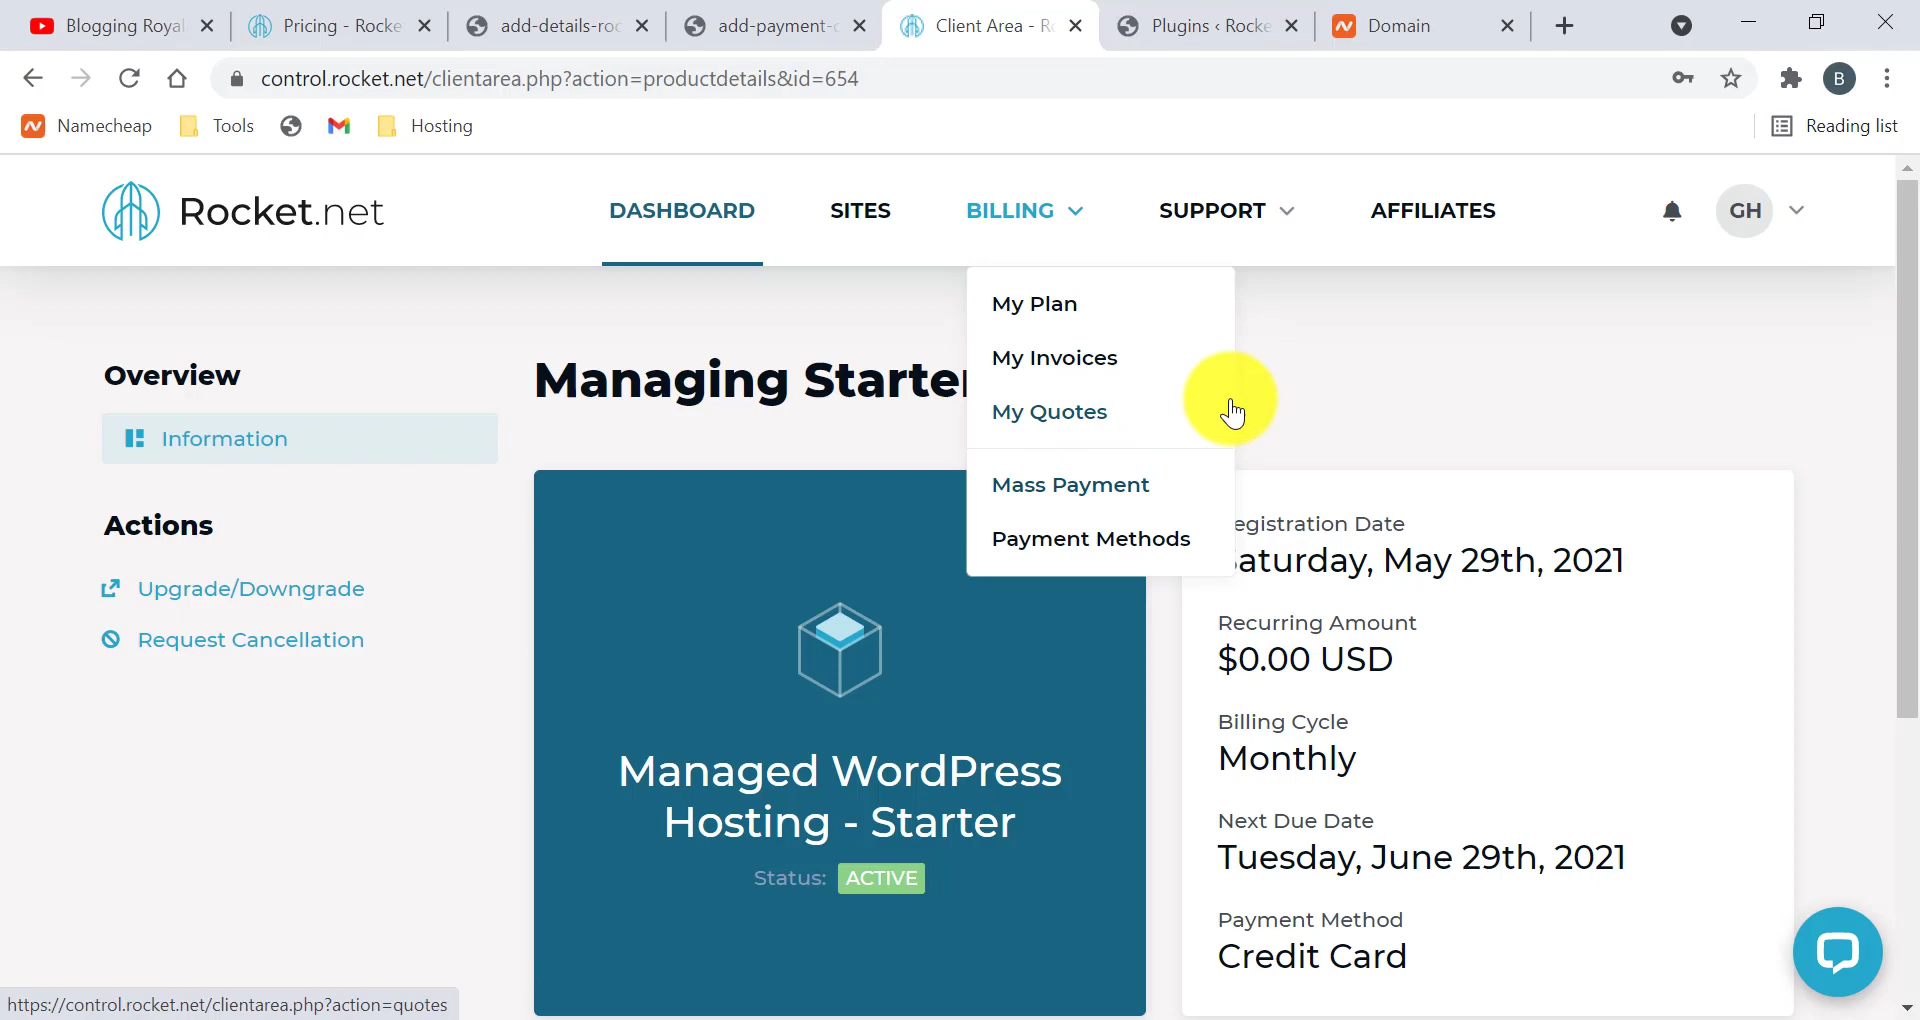 Blogging Royal
Pricing - Rocke
add-details-roc
add-payment-c
Client Area - Ro
Plugins ‹ Rocke
Domain
control.rocket.net/clientarea.php?action=productdetails&id=654
B
Namecheap
Tools
Hosting
Reading list
Rocket.net
DASHBOARD
SITES
BILLING
SUPPORT
AFFILIATES
GH
My Plan
My Invoices
My Quotes
Mass Payment
Payment Methods
Overview
Information
Actions
Upgrade/Downgrade
Request Cancellation
Managing Starter
Managed WordPress
Hosting - Starter
Status: ACTIVE
egistration Date
aturday, May 29th, 2021
Recurring Amount
$0.00 USD
Billing Cycle
Monthly
Next Due Date
Tuesday, June 29th, 2021
Payment Method
Credit Card
https://control.rocket.net/clientarea.php?action=quotes